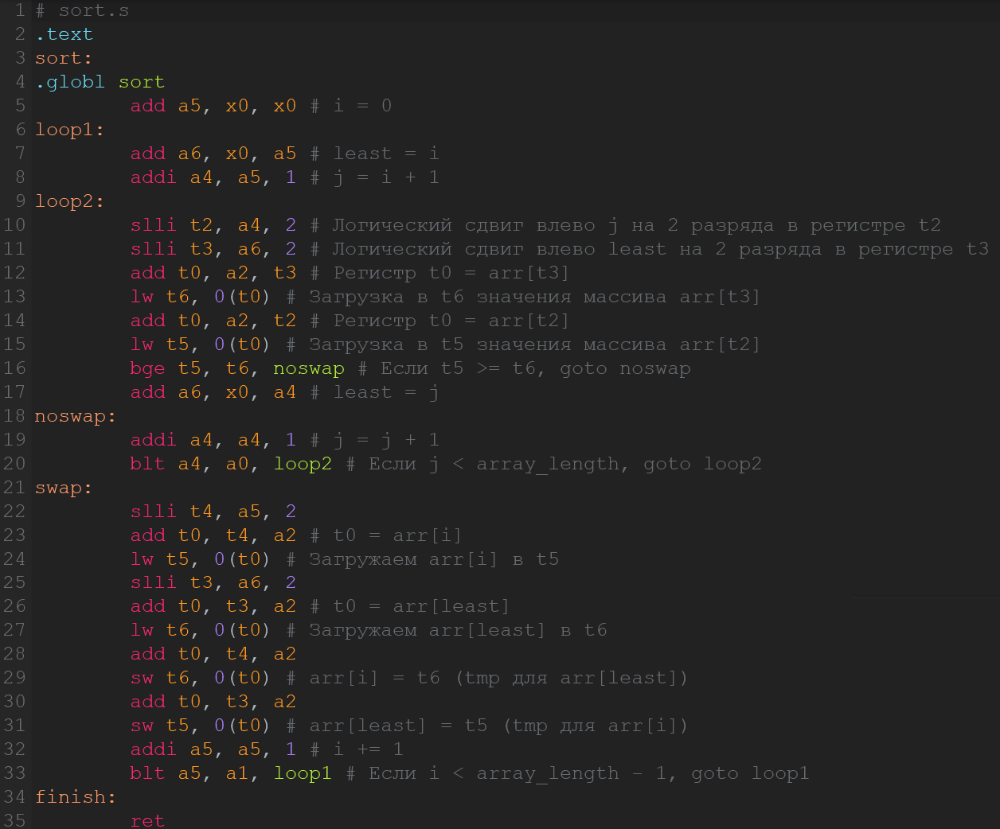 1 # sort.s
2 .text
3 sort:
4 .globl sort
5 add a5, x0, x0 # i = 0
6 loop1:
7 add a6, x0, a5 # least = i
8 addi a4, a5, 1 # j = i + 1
9 loop2:
10 slli t2, a4, 2 # Логический сдвиг влево j на 2 разряда в регистре t2
11 slli t3, a6, 2 # Логический сдвиг влево least на 2 разряда в регистре t3
12 add t0, a2, t3 # Регистр t0 = arr[t3]
13 lw t6, 0(t0) # Загрузка в t6 значения массива arr[t3]
14 add t0, a2, t2 # Регистр t0 = arr[t2]
15 lw t5, 0(t0) # Загрузка в t5 значения массива arr[t2]
16 bge t5, t6, noswap # Если t5 >= t6, goto noswap
17 add a6, x0, a4 # least = j
18 noswap:
19 addi a4, a4, 1 # j = j + 1
20 blt a4, a0, loop2 # Если j < array_length, goto loop2
21 swap:
22 slli t4, a5, 2
23 add t0, t4, a2 # t0 = arr[i]
24 lw t5, 0(t0) # Загружаем arr[i] в t5
25 slli t3, a6, 2
26 add t0, t3, a2 # t0 = arr[least]
27 lw t6, 0(t0) # Загружаем arr[least] в t6
28 add t0, t4, a2
29 sw t6, 0(t0) # arr[i] = t6 (tmp для arr[least])
30 add t0, t3, a2
31 sw t5, 0(t0) # arr[least] = t5 (tmp для arr[i])
32 addi a5, a5, 1 # i += 1
33 blt a5, a1, loop1 # Если i < array_length - 1, goto loop1
34 finish:
35 ret